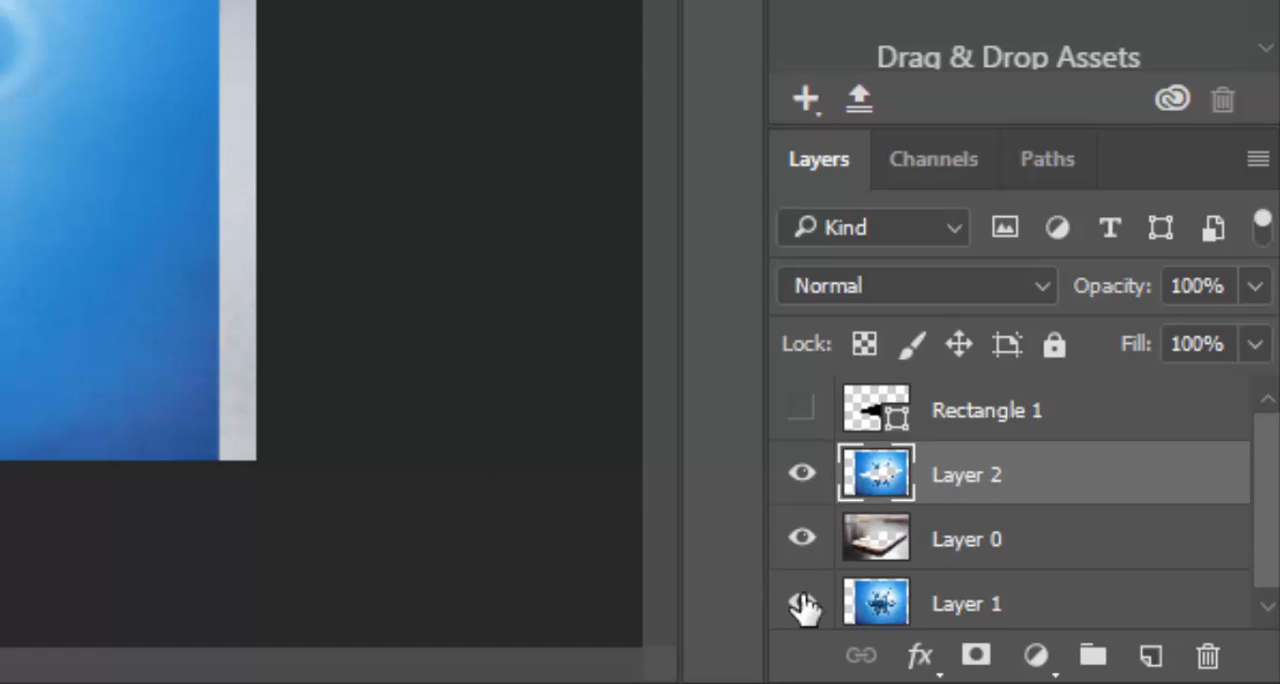 Drag & Drop Assets
Layers Channels Paths
Kind
Normal Opacity: 100%
Lock: Fill: 100%
Rectangle 1
Layer 2
Layer 0
Layer 1
fx